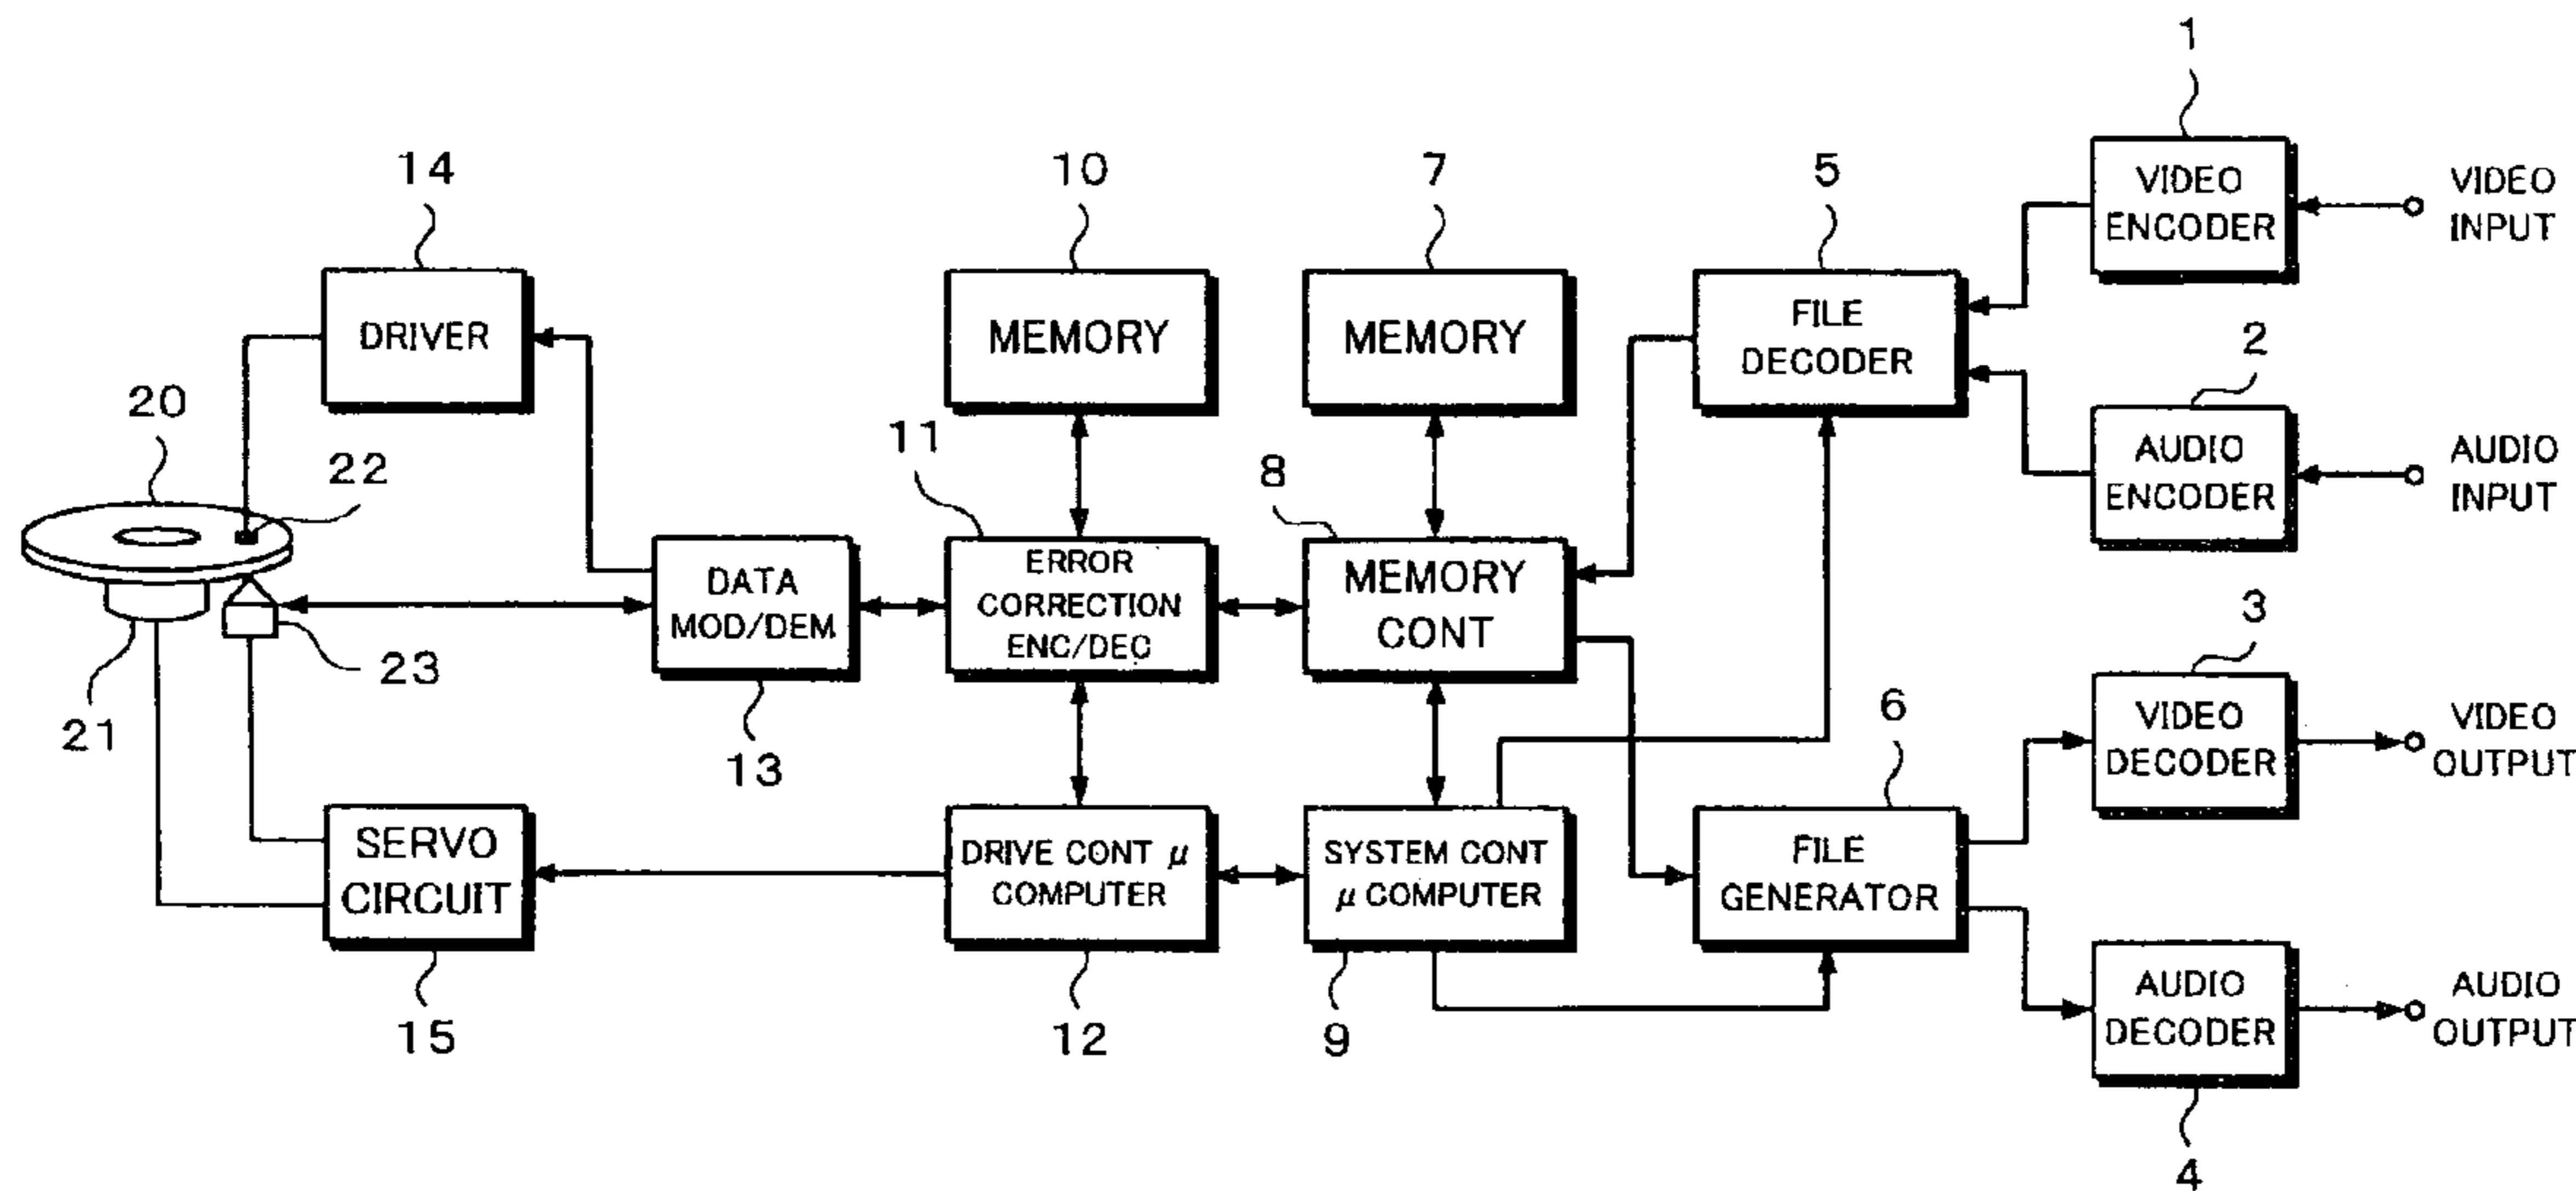 1
VIDEO
ENCODER
VIDEO
INPUT
14
10
7
5
DRIVER
MEMORY
MEMORY
FILE
DECODER
2
AUDIO
ENCODER
AUDIO
INPUT
20
22
11
8
DATA
MOD/DEM
ERROR
CORRECTION
ENC/DEC
MEMORY
CONT
21
23
13
3
VIDEO
DECODER
VIDEO
OUTPUT
6
SERVO
CIRCUIT
DRIVE CONT μ
COMPUTER
SYSTEM CONT
μ COMPUTER
FILE
GENERATOR
15
12
9
AUDIO
DECODER
AUDIO
OUTPUT
4